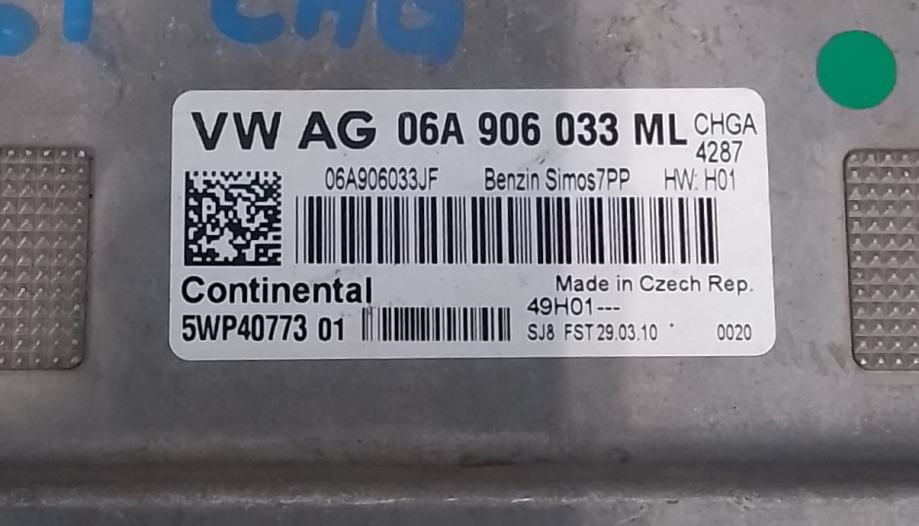 CHG
VW AG 06A 906 033 ML CHGA
4287
06A906033JF Benzin Simos7PP HW: H01
Continental Made in Czech Rep.
49H01---
5WP40773 01 SJ8 FST 29.03.10 0020